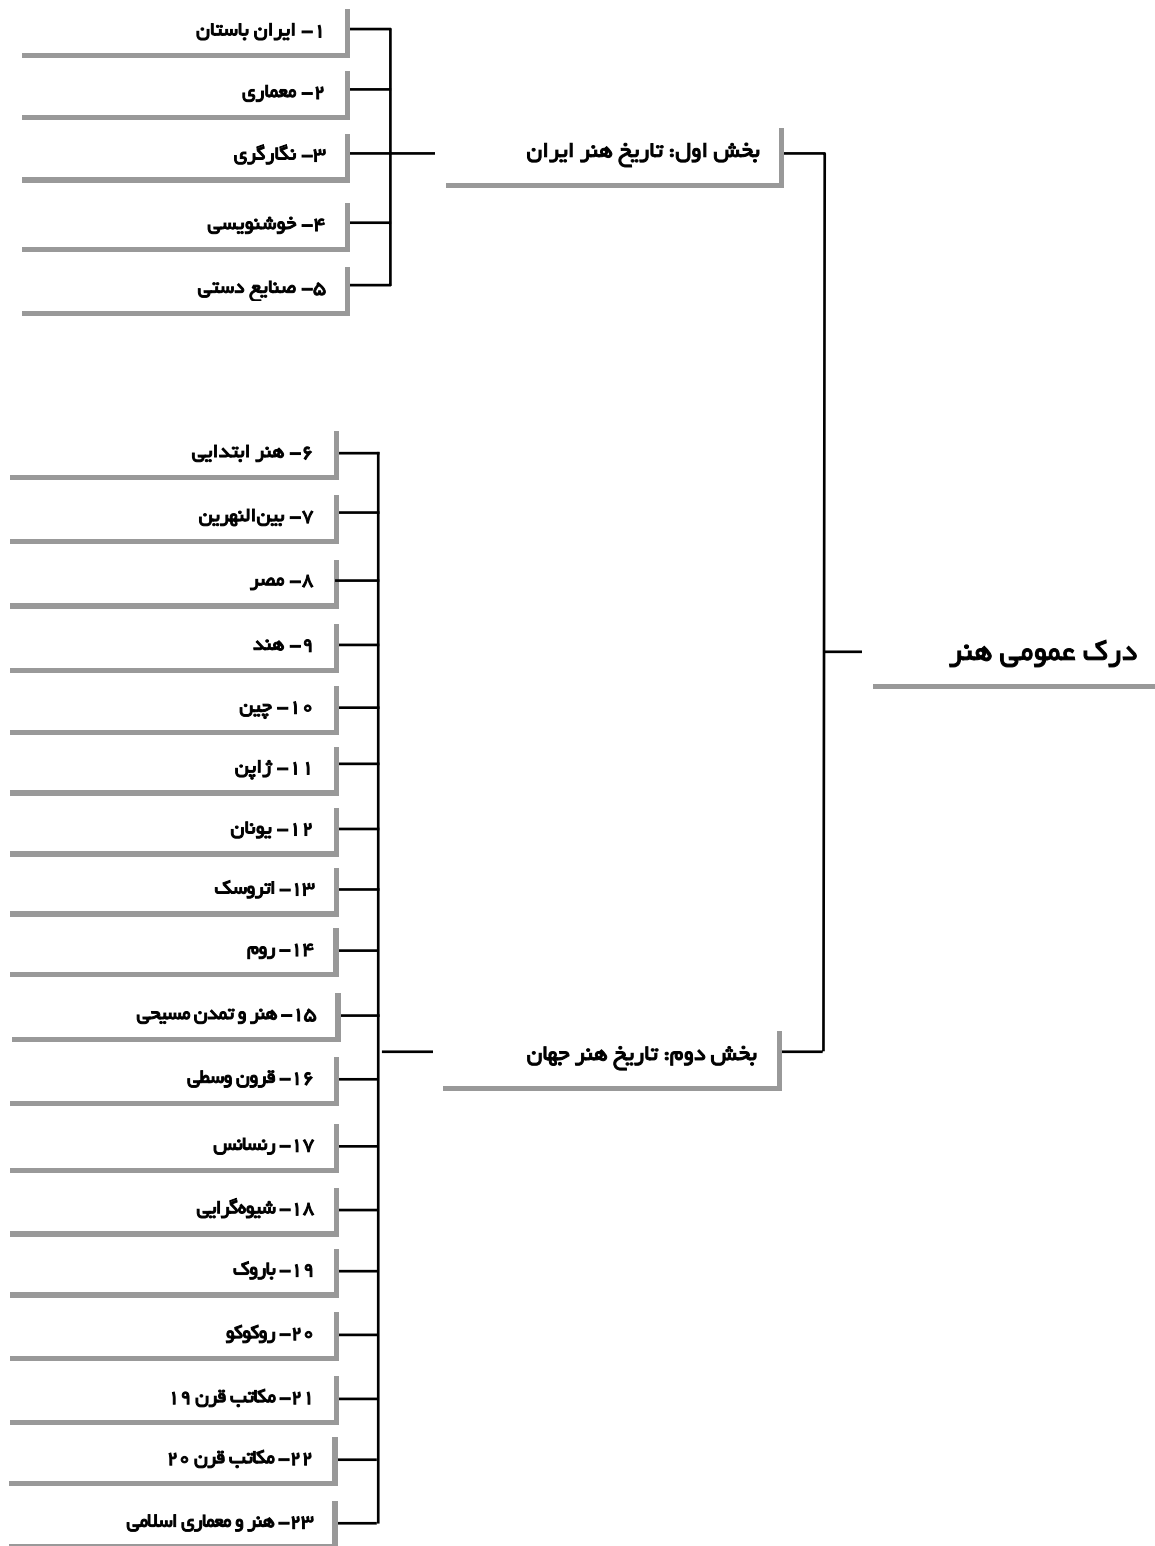 درک عمومی هنر
بخش اول: تاریخ هنر ایران
۱- ایران باستان
۲- معماری
۳- نگارگری
۴- خوشنویسی
۵- صنایع دستی
بخش دوم: تاریخ هنر جهان
۶- هنر ابتدایی
۷- بین‌النهرین
۸- مصر
۹- هند
۱۰- چین
۱۱- ژاپن
۱۲- یونان
۱۳- اتروسک
۱۴- روم
۱۵- هنر و تمدن مسیحی
۱۶- قرون وسطی
۱۷- رنسانس
۱۸- شیوه‌گرایی
۱۹- باروک
۲۰- روکوکو
۲۱- مکاتب قرن ۱۹
۲۲- مکاتب قرن ۲۰
۲۳- هنر و معماری اسلامی